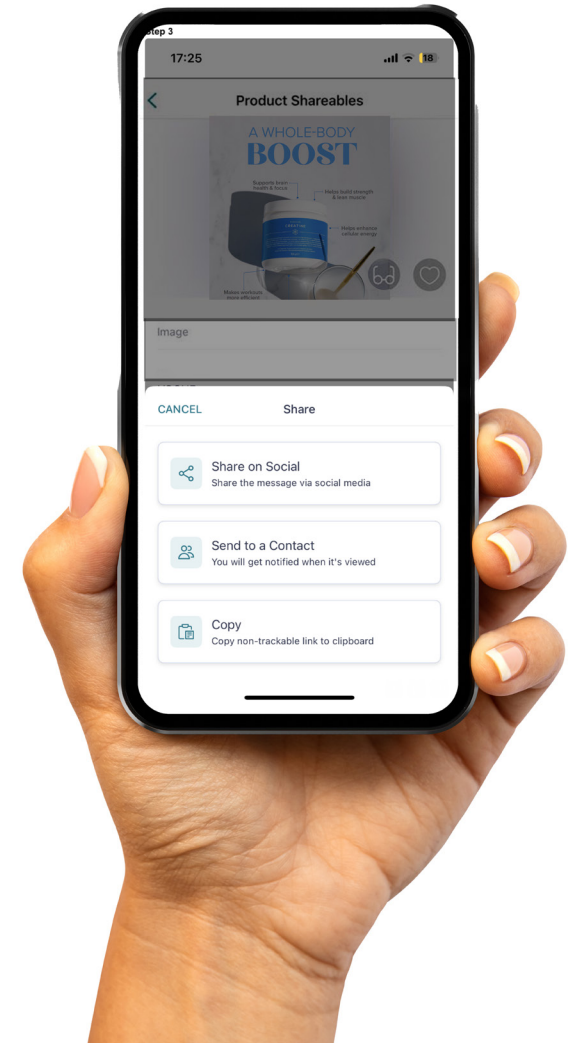 tep 3
17:25
18
Product Shareables
A WHOLE-BODY
BOOST
Supports brain
health & focus
Helps build strength
& lean muscle
Helps enhance
cellular energy
CREATINE
Makes workouts
more efficient
Image
CANCEL
Share
Share on Social
Share the message via social media
Send to a Contact
You will get notified when it's viewed
Copy
Copy non-trackable link to clipboard